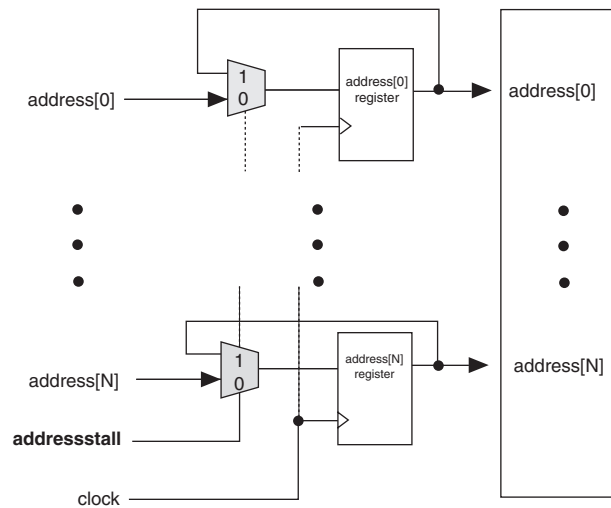 1
0
address[0]
address[0]
register
address[0]
1
0
address[N]
address[N]
register
address[N]
addressstall
clock